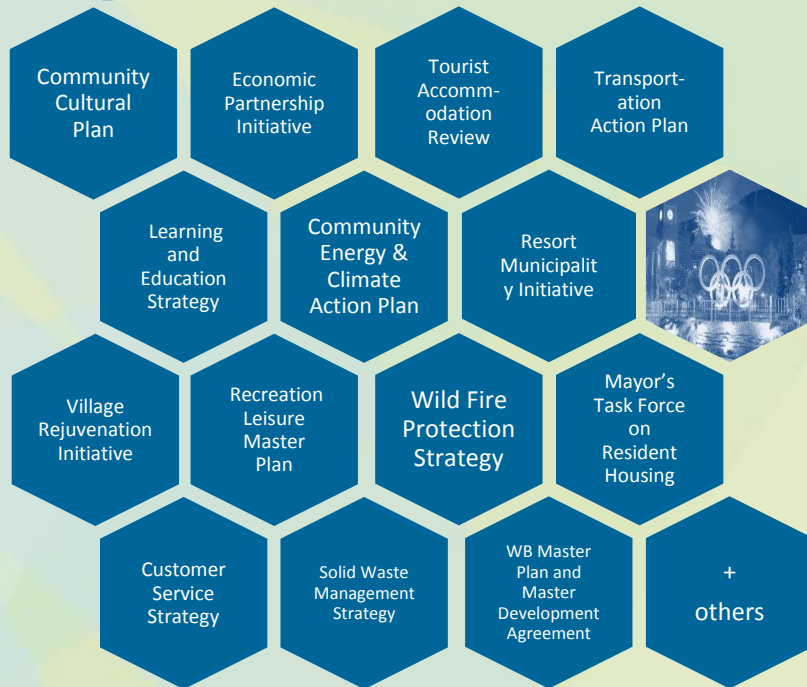 Community
Cultural
Plan
Economic
Partnership
Initiative
Tourist
Accomm-
odation
Review
Transport-
ation
Action Plan
Learning
and
Education
Strategy
Community
Energy &
Climate
Action Plan
Resort
Municipalit
y Initiative
Village
Rejuvenation
Initiative
Recreation
Leisure
Master
Plan
Wild Fire
Protection
Strategy
Mayor’s
Task Force
on
Resident
Housing
Customer
Service
Strategy
Solid Waste
Management
Strategy
WB Master
Plan and
Master
Development
Agreement
+
others